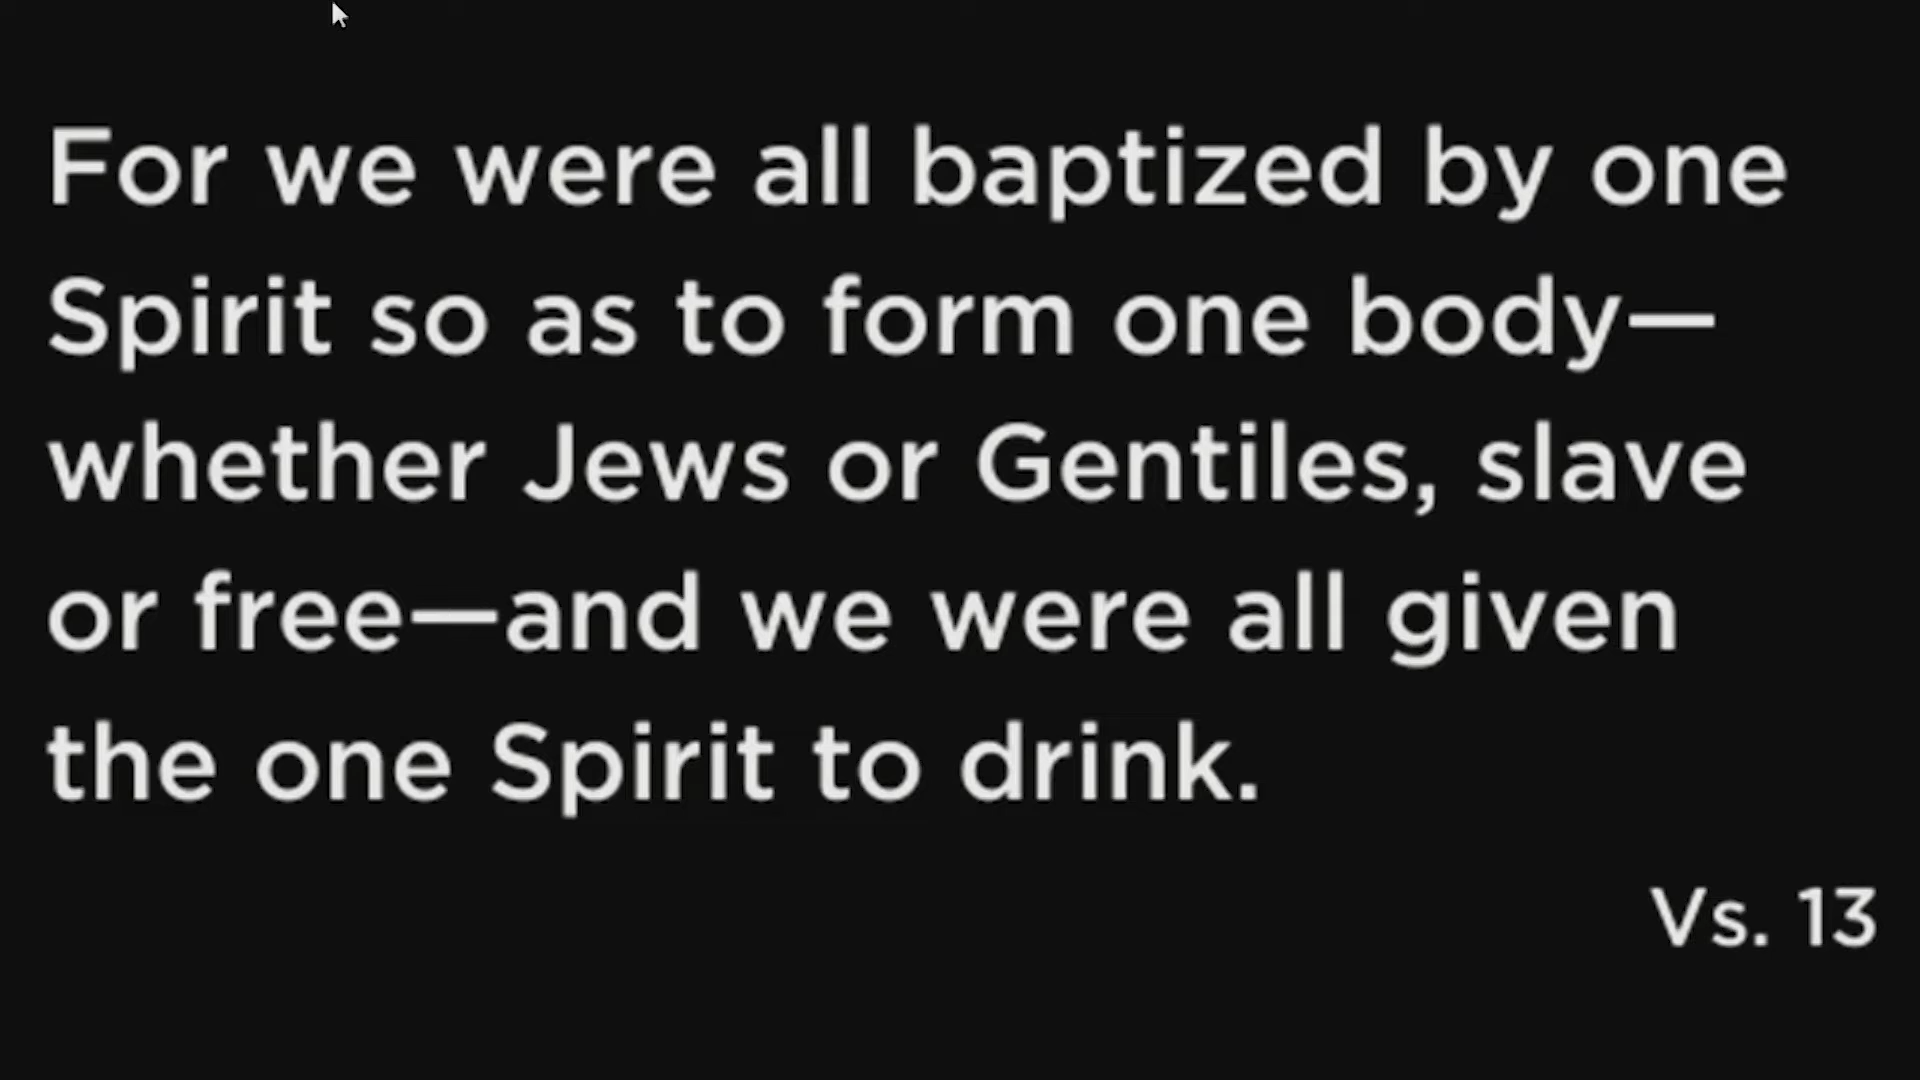 For we were all baptized by one
Spirit so as to form one body—
whether Jews or Gentiles, slave
or free—and we were all given
the one Spirit to drink.
Vs. 13